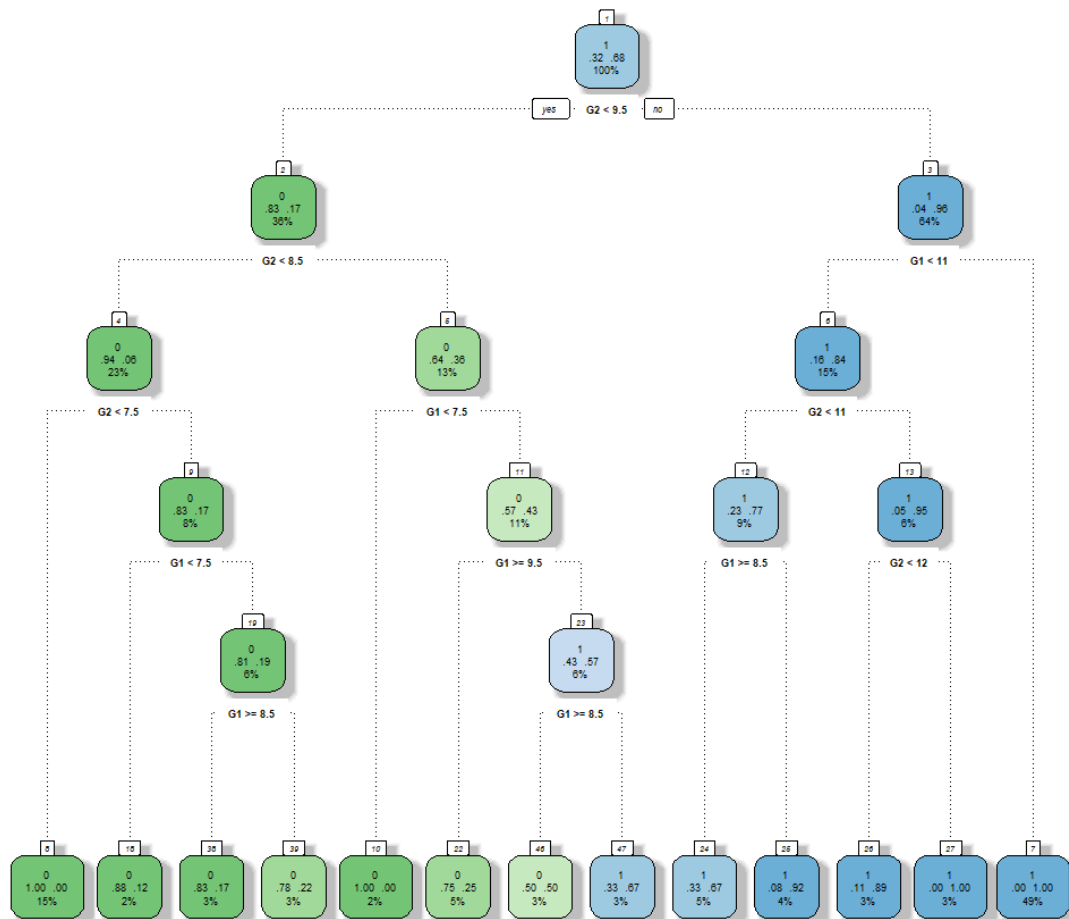 1
1
.32 .68
100%
yes G2 < 9.5 no
2 3
0 1
.83 .17 .04 .96
36% 64%
G2 < 8.5 G1 < 11
4 5 6
0 0 1
.94 .06 .64 .36 .16 .84
23% 13% 15%
G2 < 7.5 G1 < 7.5 G2 < 11
9 11 12 13
0 0 1 1
.83 .17 .57 .43 .23 .77 .05 .95
8% 11% 9% 6%
G1 < 7.5 G1 >= 9.5 G1 >= 8.5 G2 < 12
19 23
0 1
.81 .19 .43 .57
6% 6%
G1 >= 8.5 G1 >= 8.5
8 18 38 39 10 22 46 47 24 25 26 27 7
0 0 0 0 0 0 0 1 1 1 1 1 1
1.00 .00 .88 .12 .83 .17 .78 .22 1.00 .00 .75 .25 .50 .50 .33 .67 .33 .67 .08 .92 .11 .89 .00 1.00 .00 1.00
15% 2% 3% 3% 2% 5% 3% 3% 5% 4% 3% 3% 49%